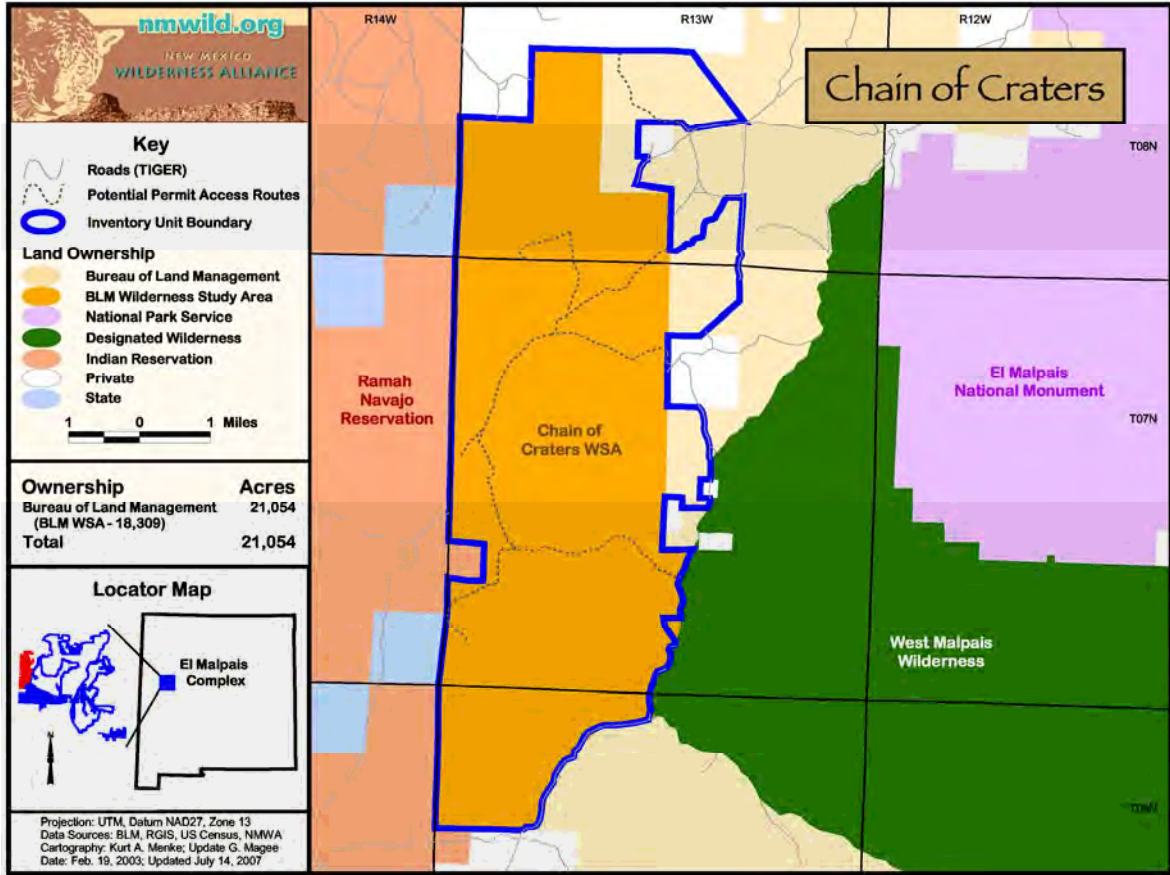 nmwild.org
NEW MEXICO
WILDERNESS ALLIANCE
Key
Roads (TIGER)
Potential Permit Access Routes
Inventory Unit Boundary
Land Ownership
Bureau of Land Management
BLM Wilderness Study Area
National Park Service
Designated Wilderness
Indian Reservation
Private
State
1 0 1 Miles
Ownership Acres
Bureau of Land Management 21,054
(BLM WSA - 18,309)
Total 21,054
Locator Map
El Malpais
Complex
N
Projection: UTM, Datum NAD27, Zone 13
Data Sources: BLM, RGIS, US Census, NMWA
Cartography: Kurt A. Menke; Update G. Magee
Date: Feb. 19, 2003; Updated July 14, 2007
R14W
R13W
R12W
Chain of Craters
T08N
Ramah
Navajo
Reservation
El Malpais
National Monument
T07N
Chain of
Craters WSA
West Malpais
Wilderness